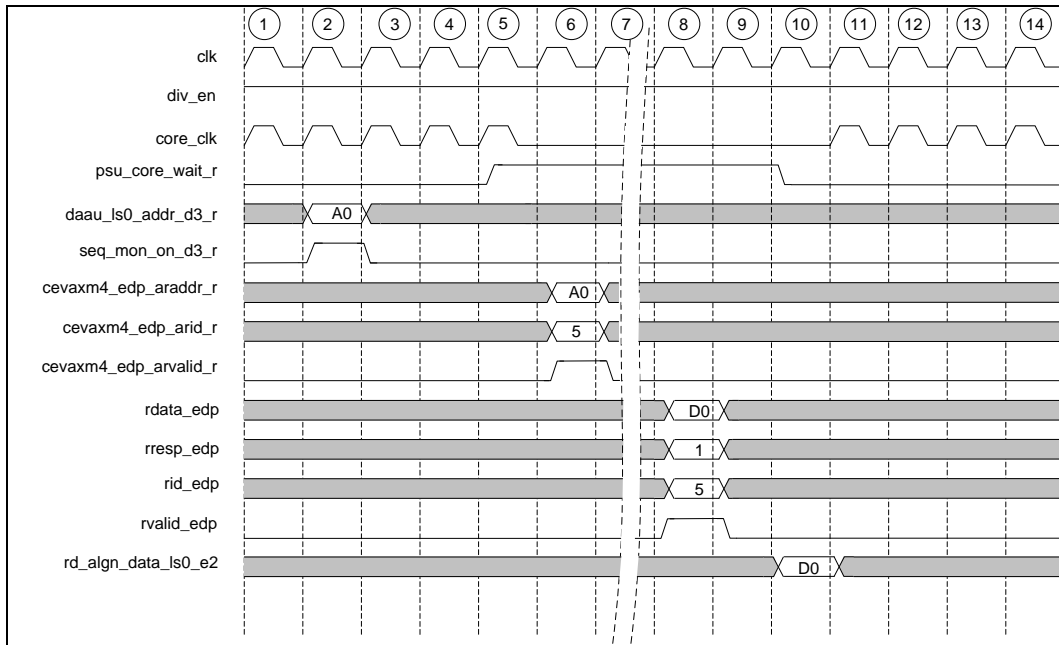 1 2 3 4 5 6 7 8 9 10 11 12 13 14
clk
div_en
core_clk
psu_core_wait_r
daau_ls0_addr_d3_r A0
seq_mon_on_d3_r
cevaxm4_edp_araddr_r A0
cevaxm4_edp_arid_r 5
cevaxm4_edp_arvalid_r
rdata_edp D0
rresp_edp 1
rid_edp 5
rvalid_edp
rd_algn_data_ls0_e2 D0